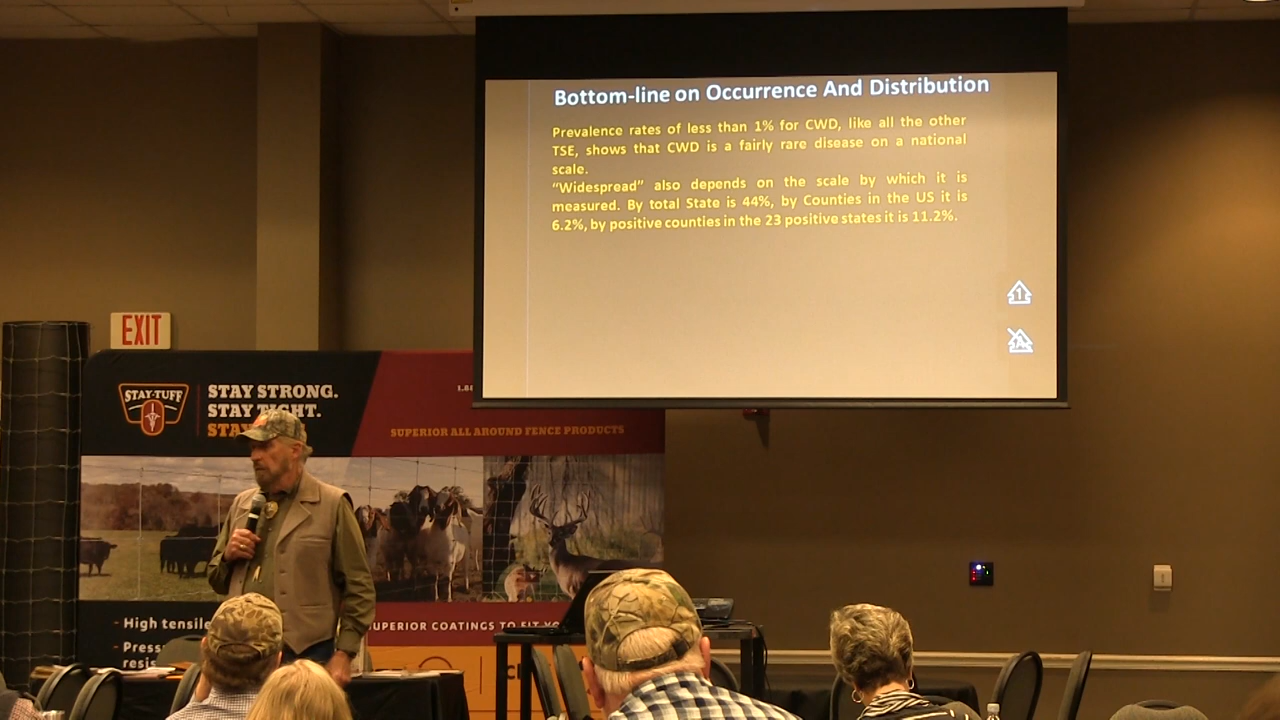 Bottom-line on Occurrence And Distribution
Prevalence rates of less than 1% for CWD, like all the other
TSE, shows that CWD is a fairly rare disease on a national
scale.
“Widespread” also depends on the scale by which it is
measured. By total State is 44%, by Counties in the US it is
6.2%, by positive counties in the 23 positive states it is 11.2%.
1
EXIT
STAY-TUFF
STAY STRONG.
STAY TIGHT.
SUPERIOR ALL AROUND FENCE PRODUCTS
- High tensile
SUPERIOR COATINGS TO FIT